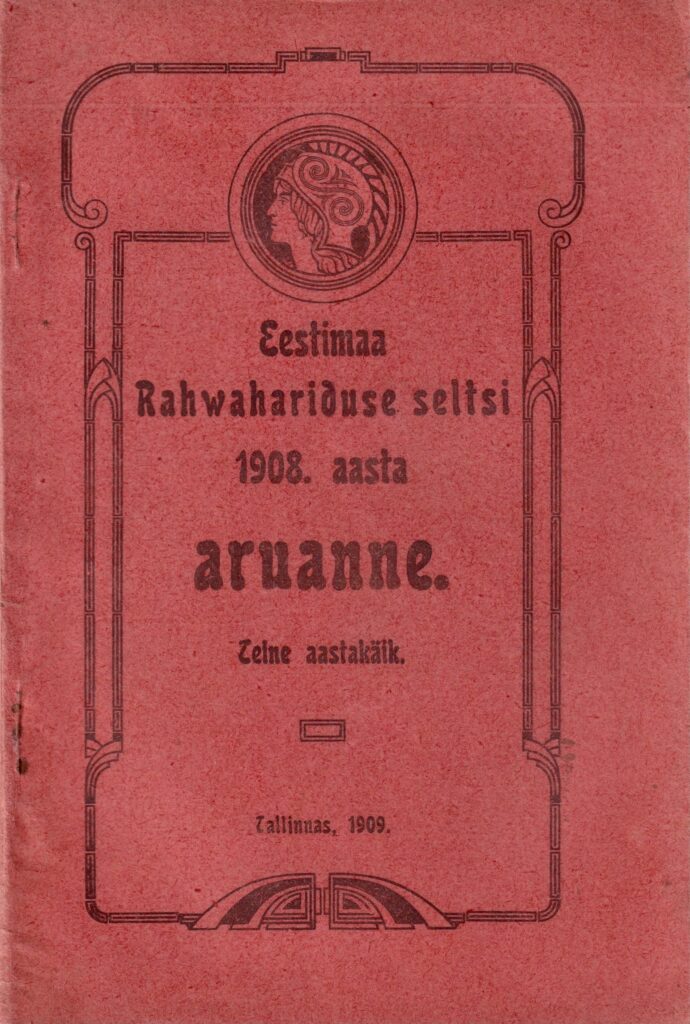 Eestimaa
Rahwahariduse seltsi
1908. aasta
aruanne.
Teine aastakäik.
Tallinnas, 1909.